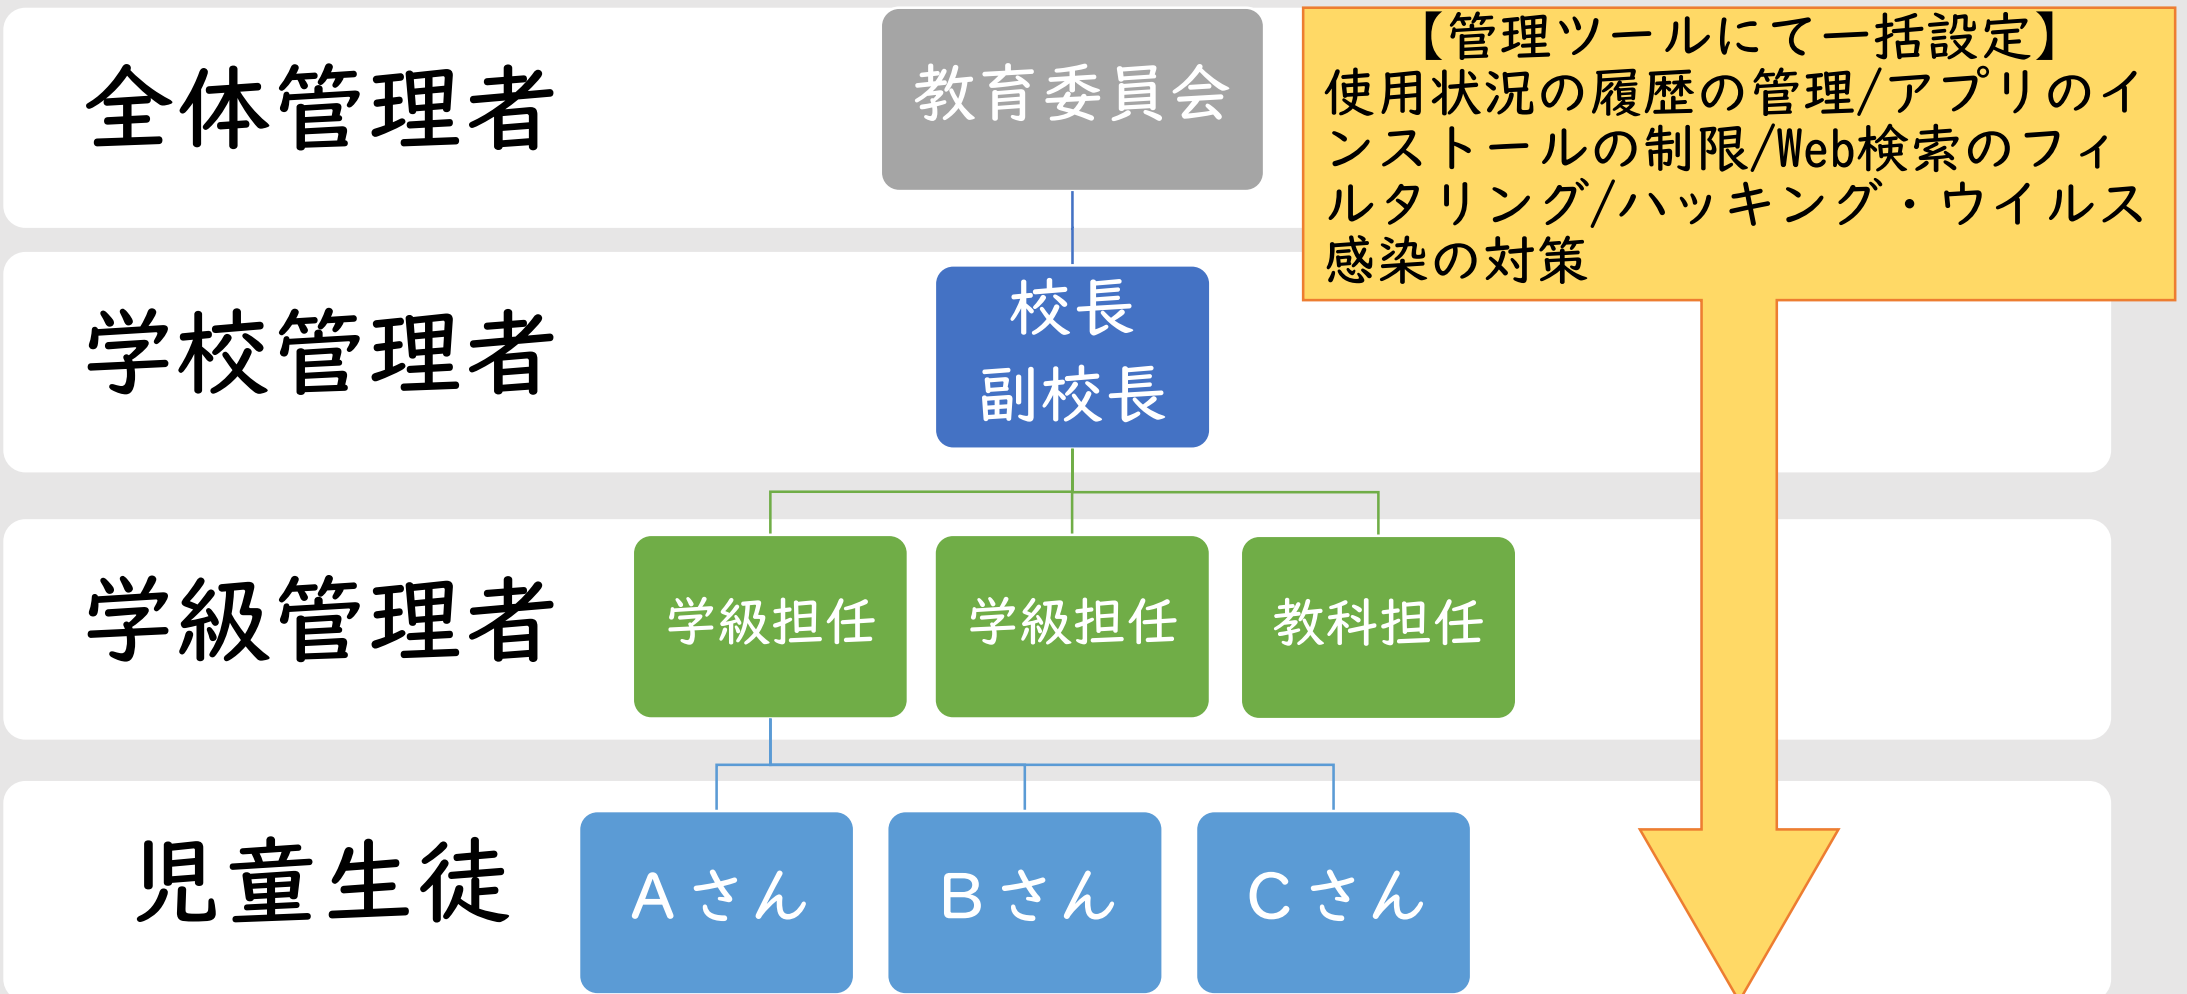 全体管理者
教育委員会
【管理ツールにて一括設定】
使用状況の履歴の管理/アプリのイ
ンストールの制限/Web検索のフィ
ルタリング/ハッキング・ウイルス
感染の対策
学校管理者
校長
副校長
学級管理者
学級担任
学級担任
教科担任
児童生徒
Aさん
Bさん
Cさん